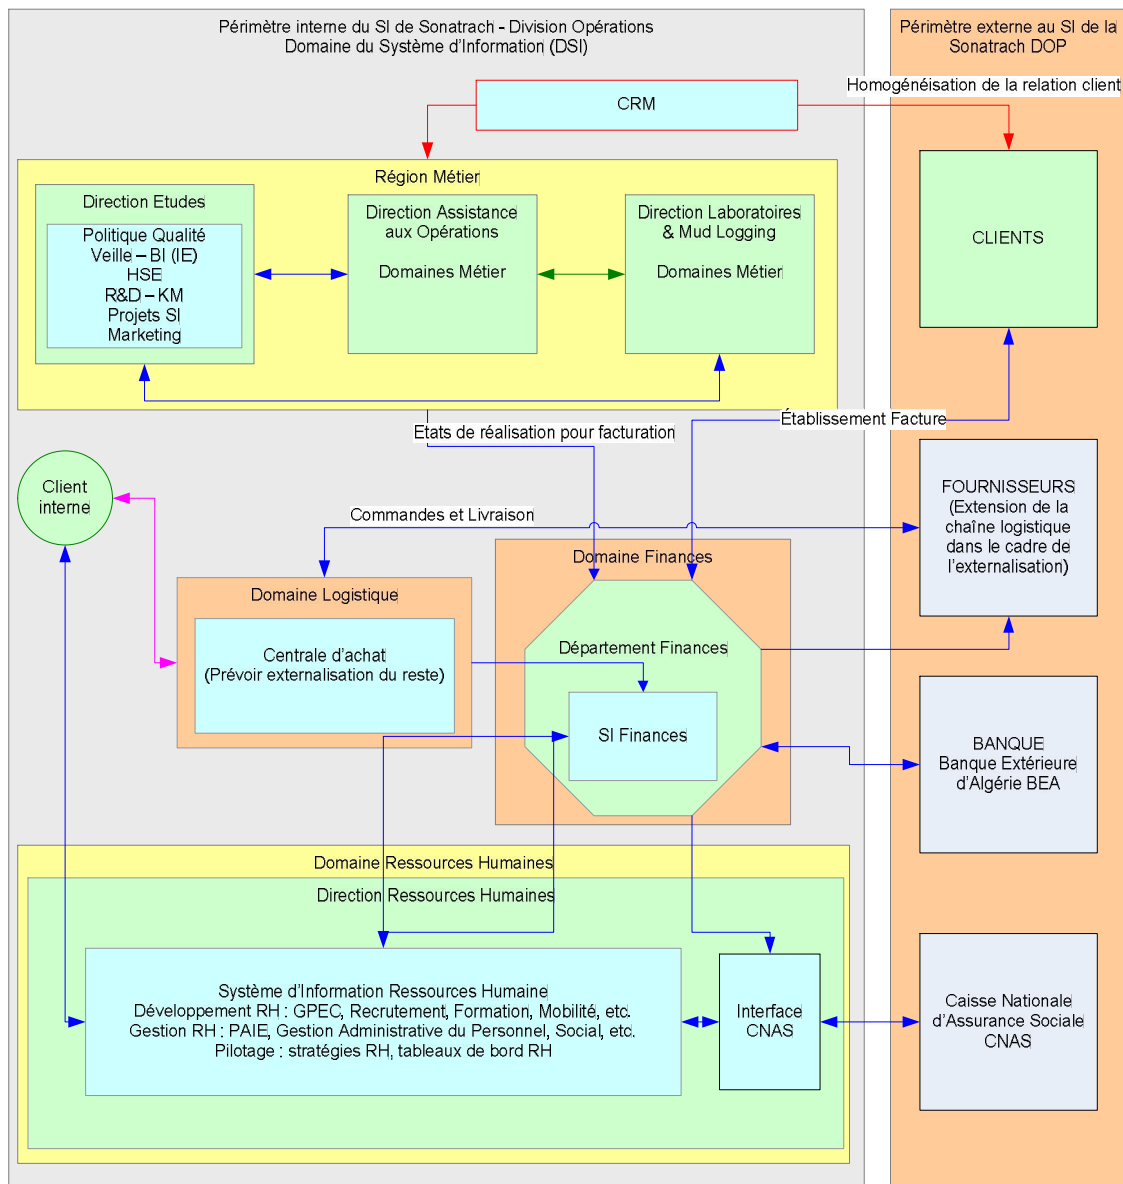 Périmètre interne du SI de Sonatrach - Division Opérations
Domaine du Système d'Information (DSI)
Périmètre externe au SI de la
Sonatrach DOP
Homogénéisation de la relation client
CRM
Région Métier
Direction Etudes
Politique Qualité
Veille – BI (IE)
HSE
R&D – KM
Projets SI
Marketing
Direction Assistance
aux Opérations
Domaines Métier
Direction Laboratoires
& Mud Logging
Domaines Métier
CLIENTS
Établissement Facture
Etats de réalisation pour facturation
Client
interne
Commandes et Livraison
FOURNISSEURS
(Extension de la
chaîne logistique
dans le cadre de
l'externalisation)
Domaine Finances
Domaine Logistique
Centrale d'achat
(Prévoir externalisation du reste)
Département Finances
SI Finances
BANQUE
Banque Extérieure
d'Algérie BEA
Domaine Ressources Humaines
Direction Ressources Humaines
Système d'Information Ressources Humaine
Développement RH : GPEC, Recrutement, Formation, Mobilité, etc.
Gestion RH : PAIE, Gestion Administrative du Personnel, Social, etc.
Pilotage : stratégies RH, tableaux de bord RH
Interface
CNAS
Caisse Nationale
d'Assurance Sociale
CNAS